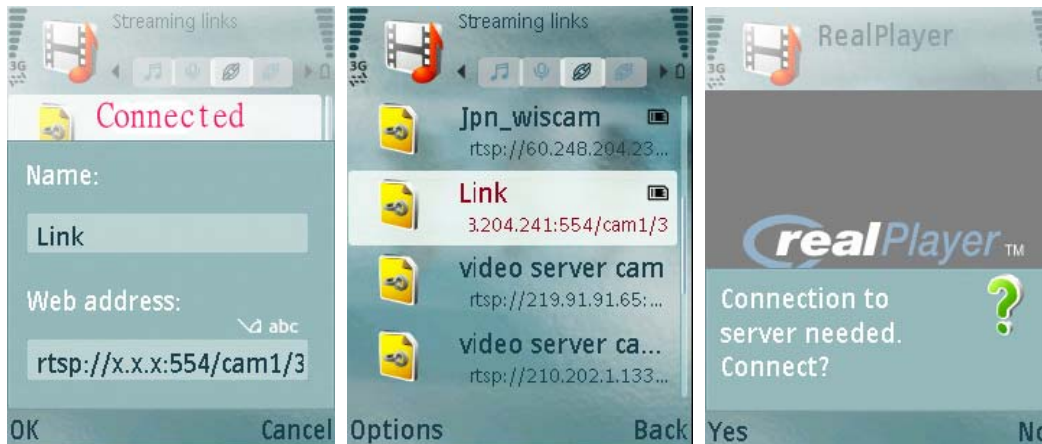 Streaming links
3G
Connected
Name:
Link
Web address:
abc
rtsp://x.x.x:554/cam1/3
OK Cancel
Streaming links
3G
Jpn_wiscam
rtsp://60.248.204.23...
Link
3.204.241:554/cam1/3
video server cam
rtsp://219.91.91.65:...
video server ca...
rtsp://210.202.1.133...
Options Back
RealPlayer
3G
realPlayer™
Connection to
server needed.
Connect?
Yes No